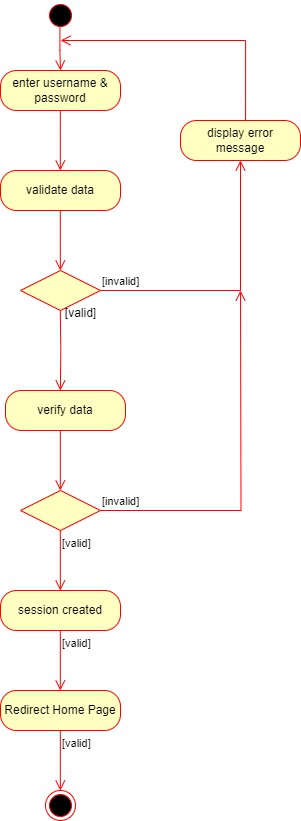 enter username &
password
display error
message
validate data
[invalid]
[valid]
verify data
[invalid]
[valid]
session created
[valid]
Redirect Home Page
[valid]